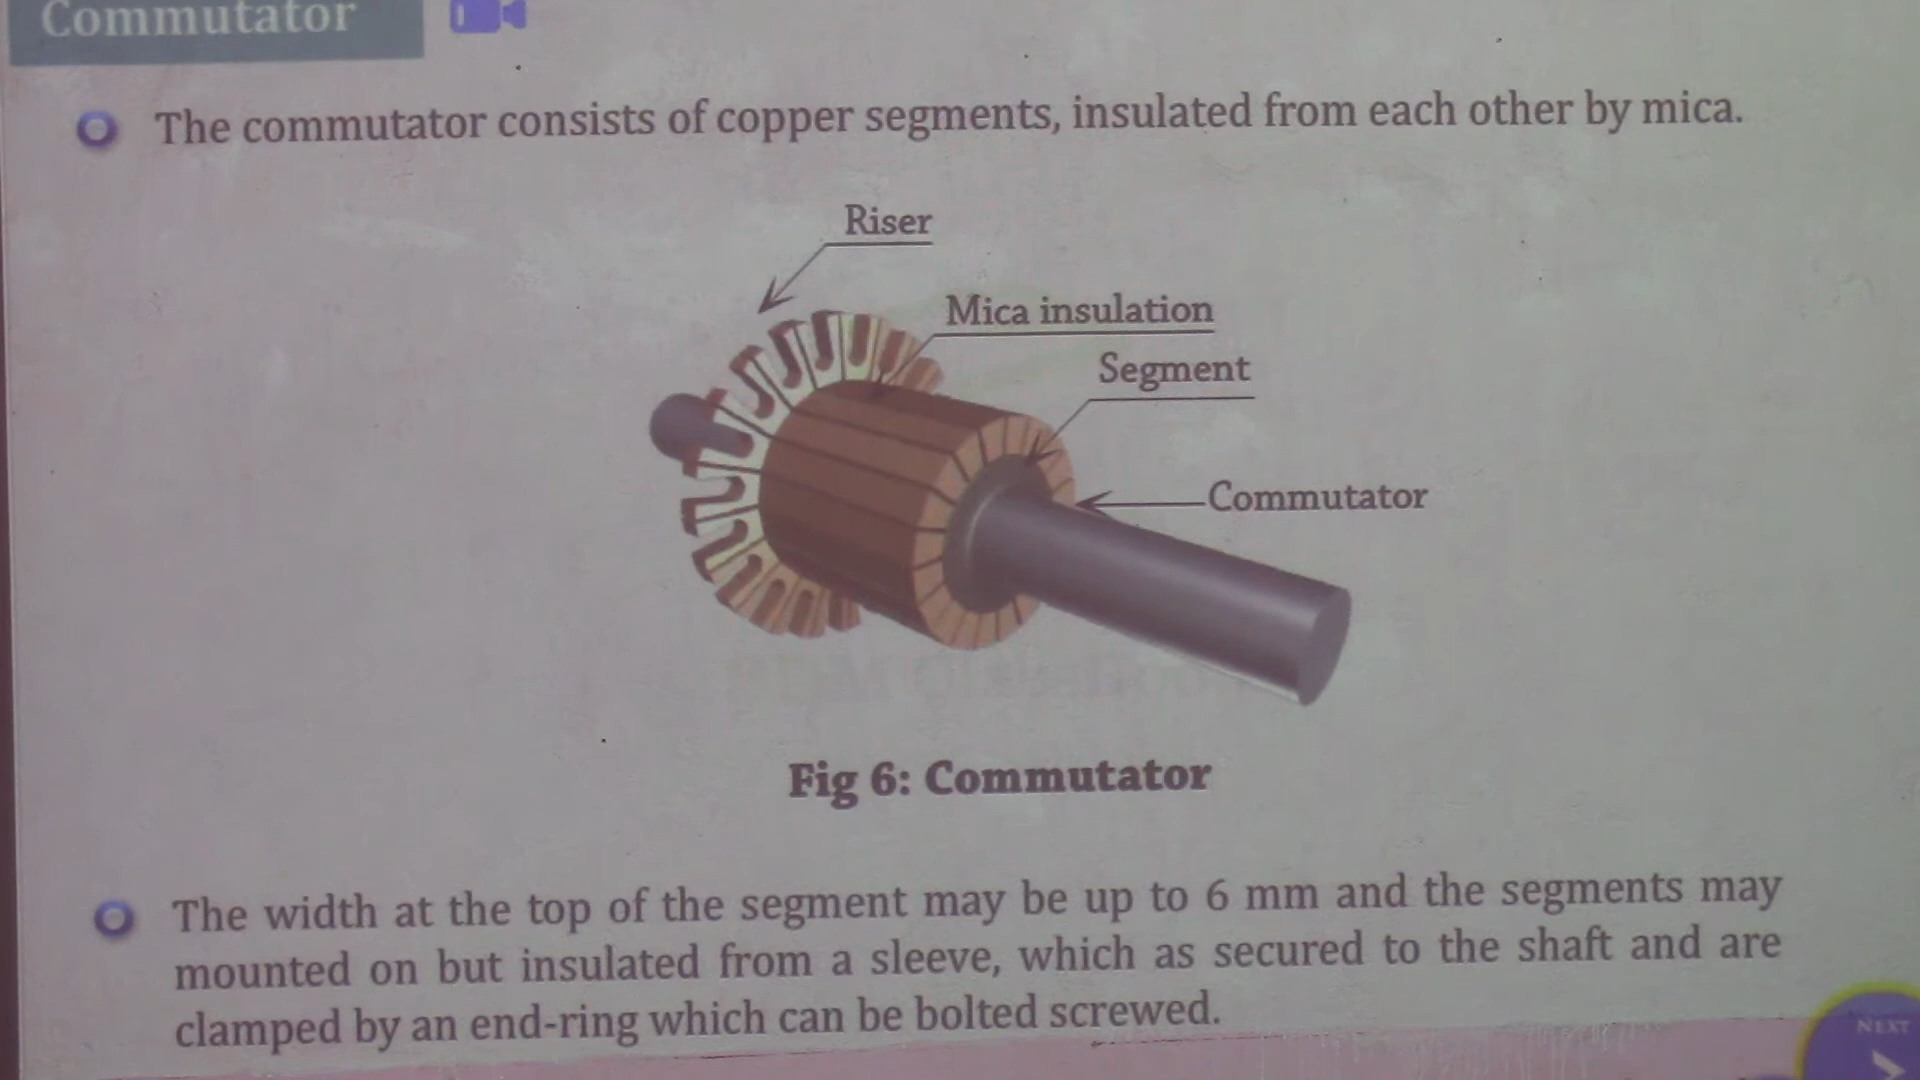 Commutator
The commutator consists of copper segments, insulated from each other by mica.
Riser
Mica insulation
Segment
Commutator
Fig 6: Commutator
The width at the top of the segment may be up to 6 mm and the segments may
mounted on but insulated from a sleeve, which as secured to the shaft and are
clamped by an end-ring which can be bolted screwed.
NEXT